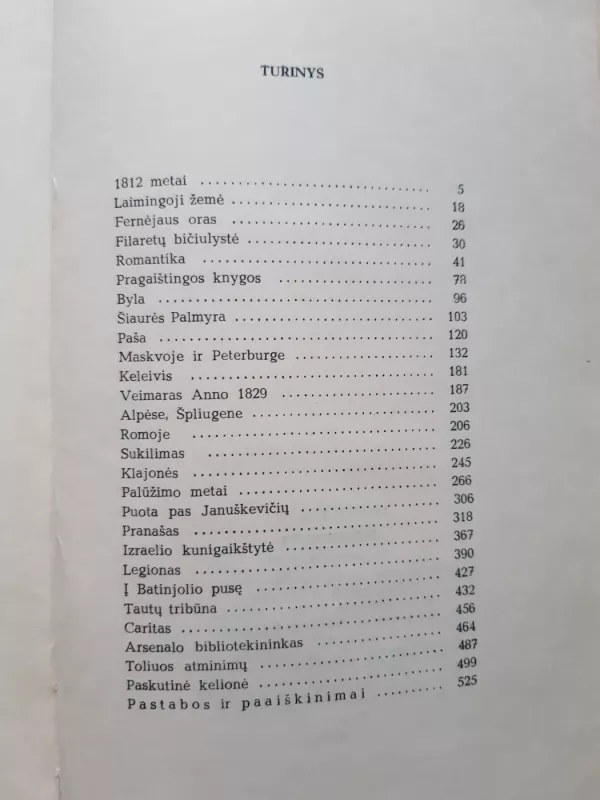 TURINYS
1812 metai ............................... 5
Laimingoji žemė ............................ 18
Fernėjaus oras ............................ 26
Filaretų bičiulystė ......................... 30
Romantika ............................... 41
Pragaištingos knygos ..................... 78
Byla ..................................... 96
Šiaurės Palmyra ........................... 103
Paša .................................... 120
Maskvoje ir Peterburge ................... 132
Keleivis ................................. 181
Veimaras Anno 1829 ..................... 187
Alpėse, Špliugene ......................... 203
Romoje ................................. 206
Sukilimas ............................... 226
Klajonės ................................. 245
Palūžimo metai ........................... 266
Puota pas Januškevičių ................... 306
Pranašas ................................. 318
Izraelio kunigaikštytė ..................... 367
Legionas ................................. 390
Į Batinjolio pusę ......................... 427
Tautų tribūna ............................. 432
Caritas ................................. 456
Arsenalo bibliotekininkas ................. 464
Toliuos atminimų ......................... 487
Paskutinė kelionė ......................... 499
Pastabos ir paaiškinimai .......... 525